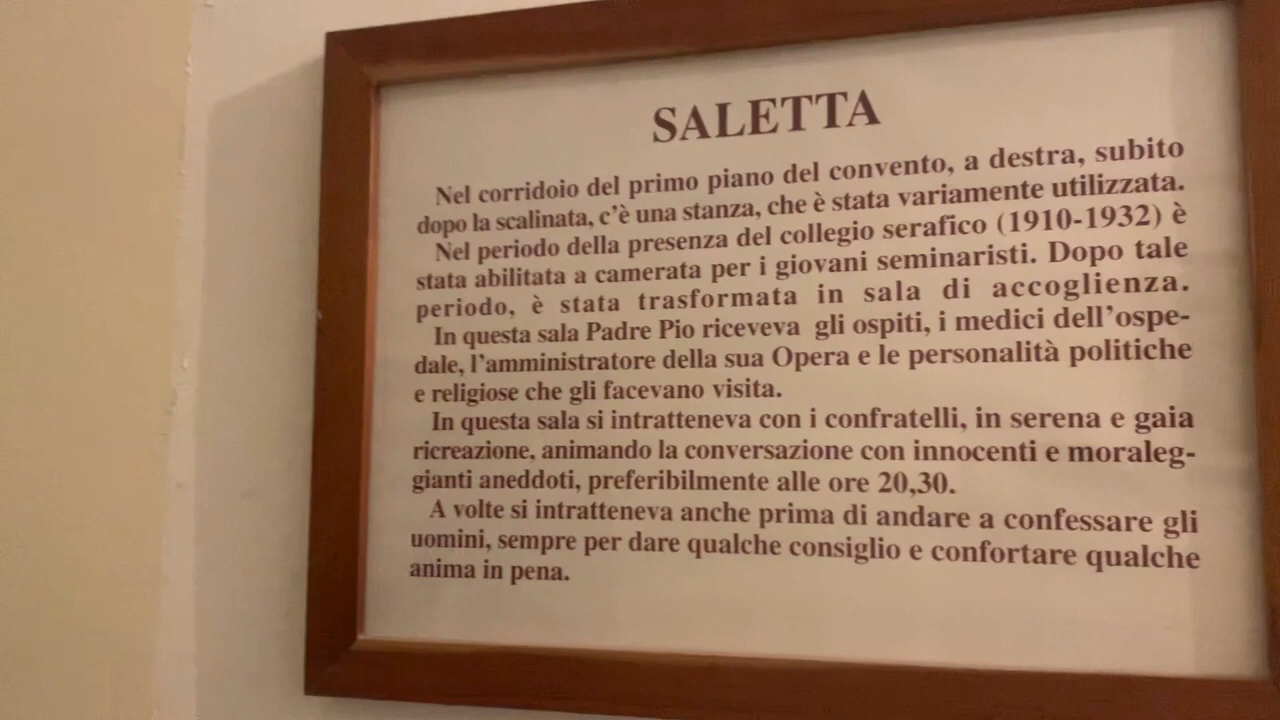 SALETTA
Nel corridoio del primo piano del convento, a destra, subito
dopo la scalinata, c'è una stanza, che è stata variamente utilizzata.
Nel periodo della presenza del collegio serafico (1910-1932) è
stata abilitata a camerata per i giovani seminaristi. Dopo tale
periodo, è stata trasformata in sala di accoglienza.
In questa sala Padre Pio riceveva gli ospiti, i medici dell'ospe-
dale, l'amministratore della sua Opera e le personalità politiche
e religiose che gli facevano visita.
In questa sala si intratteneva con i confratelli, in serena e gaia
ricreazione, animando la conversazione con innocenti e moraleg-
gianti aneddoti, preferibilmente alle ore 20,30.
A volte si intratteneva anche prima di andare a confessare gli
uomini, sempre per dare qualche consiglio e confortare qualche
anima in pena.